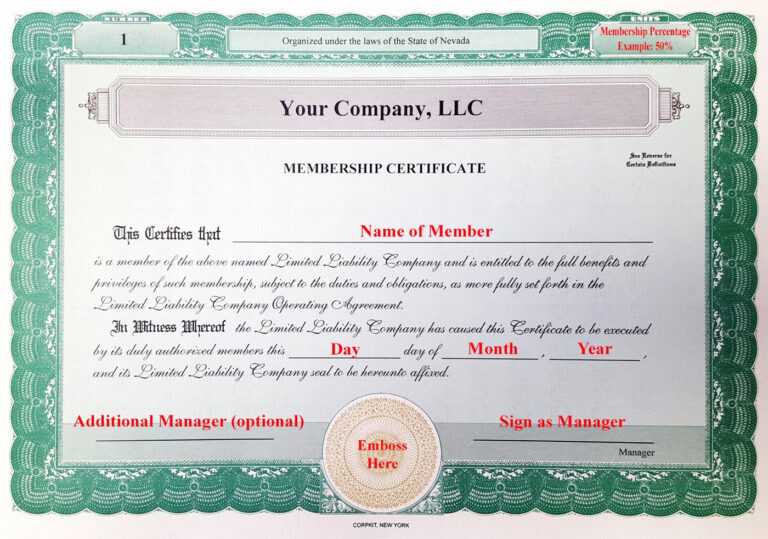 NUMBER
UNITS
1
Organized under the laws of the State of Nevada
Membership Percentage
Example: 50%
Your Company, LLC
MEMBERSHIP CERTIFICATE
See Reverse for
Certain Definitions
This Certifies that Name of Member
is a member of the above named Limited Liability Company and is entitled to the full benefits and
privileges of such membership, subject to the duties and obligations, as more fully set forth in the
Limited Liability Company Operating Agreement.
In Witness Whereof the Limited Liability Company has caused this Certificate to be executed
by its duly authorized members this Day day of Month , Year ,
and its Limited Liability Company seal to be hereunto affixed.
Additional Manager (optional)
Sign as Manager
Emboss
Here
Manager
CORPKIT, NEW YORK